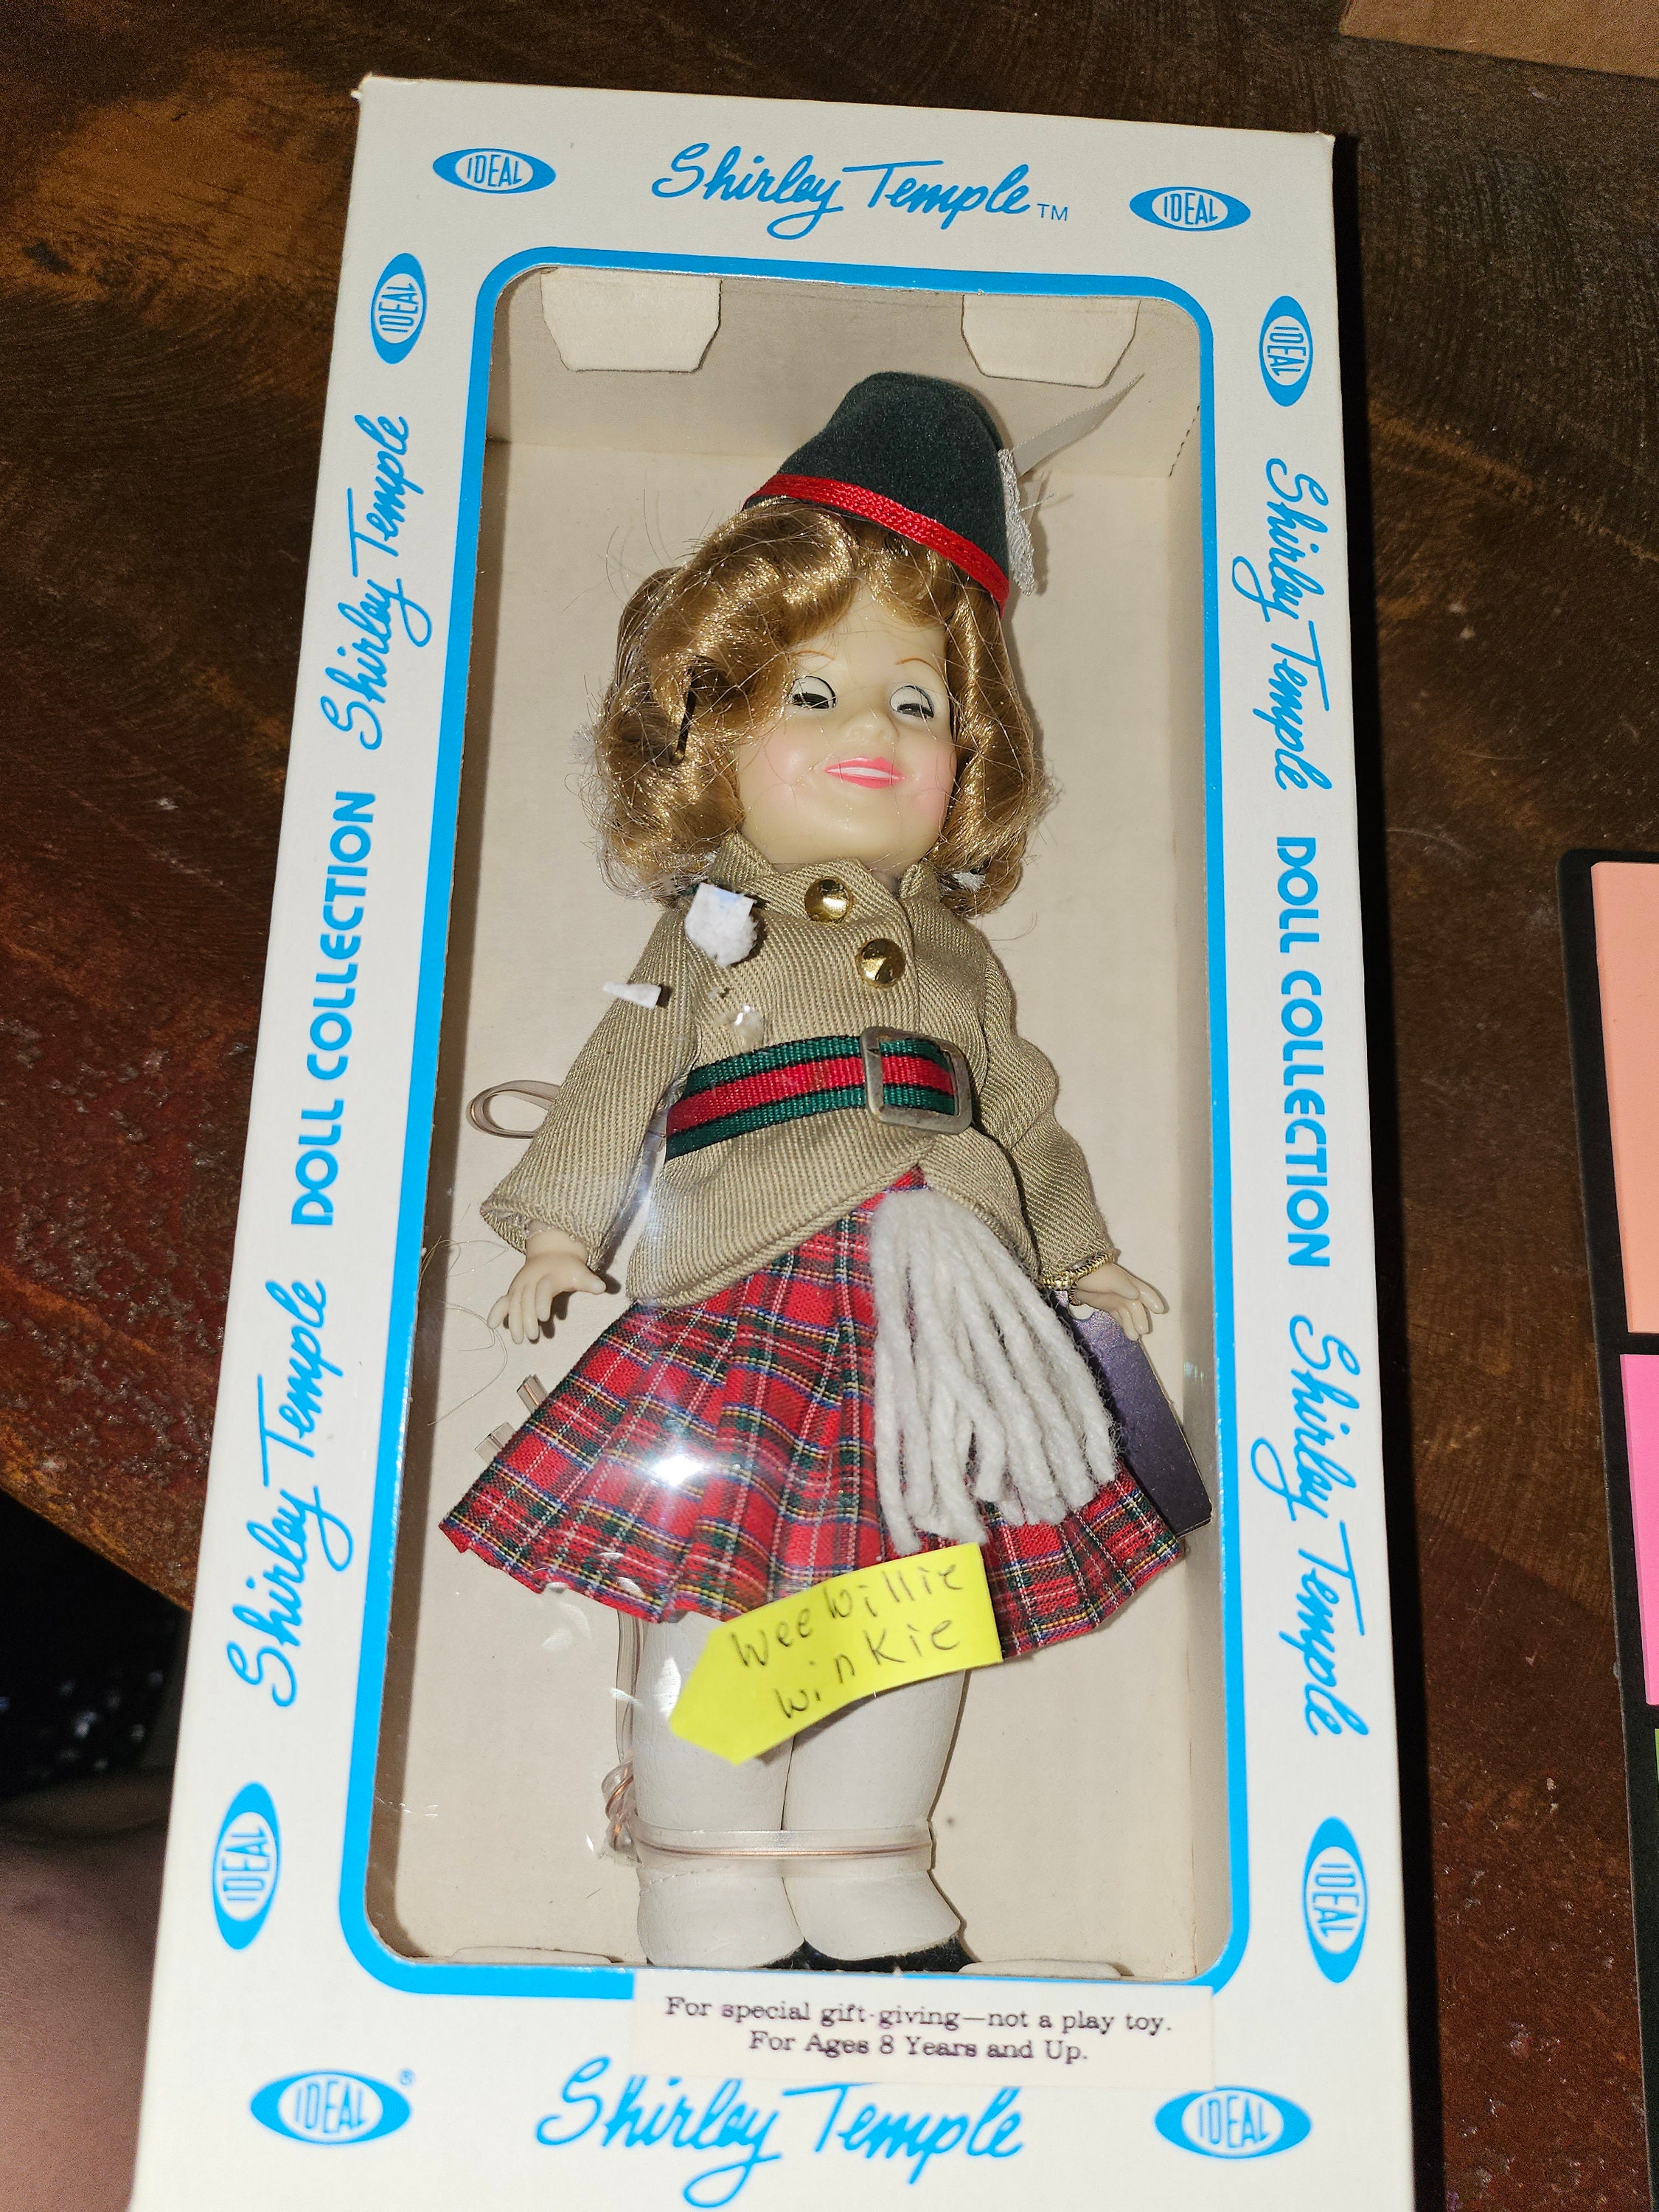 IDEAL Shirley Temple™ IDEAL
IDEAL
Shirley Temple DOLL COLLECTION Shirley Temple
IDEAL
IDEAL
Shirley Temple DOLL COLLECTION Shirley Temple
IDEAL
wee willie
winkie
For special gift-giving—not a play toy.
For Ages 8 Years and Up.
IDEAL® Shirley Temple IDEAL